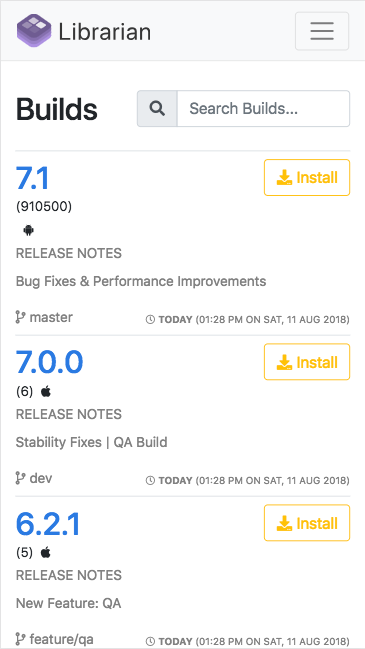 Librarian
Builds
Search Builds...
7.1
Install
(910500)
RELEASE NOTES
Bug Fixes & Performance Improvements
master
TODAY (01:28 PM ON SAT, 11 AUG 2018)
7.0.0
Install
(6)
RELEASE NOTES
Stability Fixes | QA Build
dev
TODAY (01:28 PM ON SAT, 11 AUG 2018)
6.2.1
Install
(5)
RELEASE NOTES
New Feature: QA
feature/qa
TODAY (01:28 PM ON SAT, 11 AUG 2018)